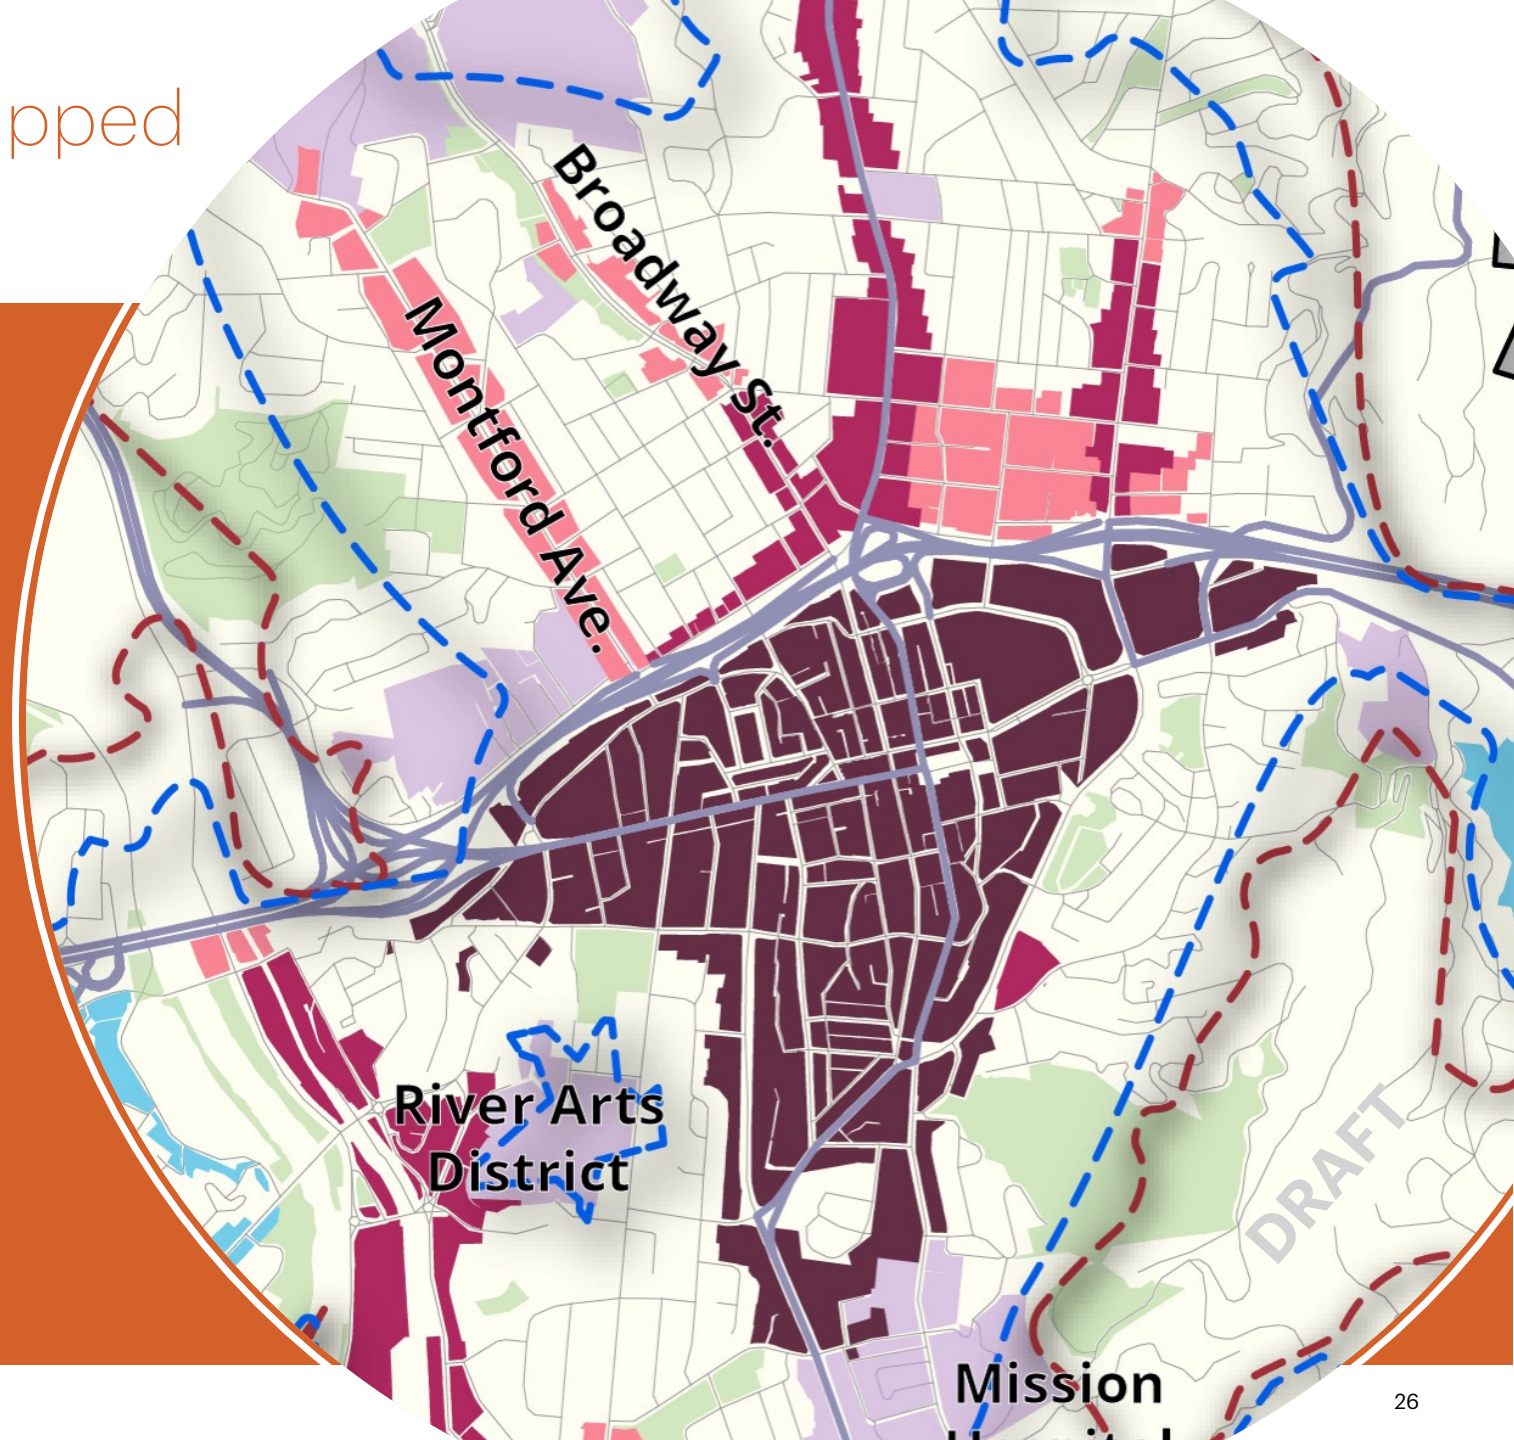 pped
Broadway St.
Montford Ave.
River Arts
District
DRAFT
Mission
26